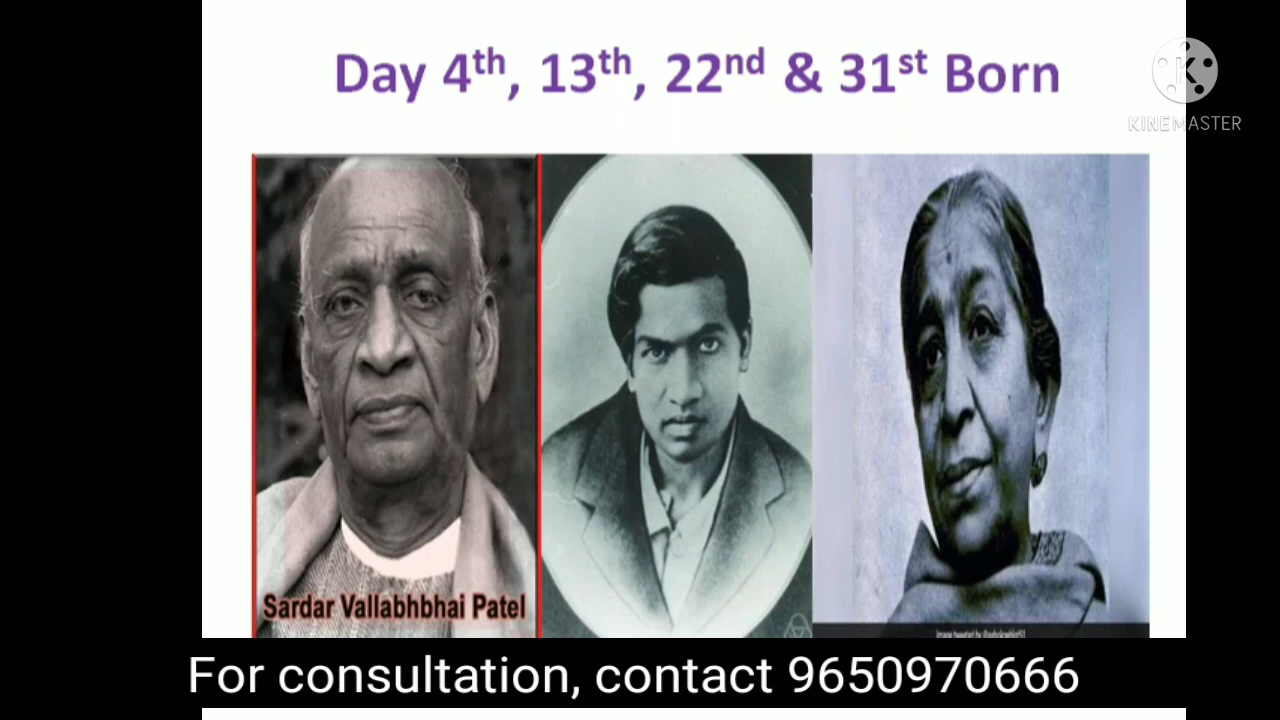 Day 4th, 13th, 22nd & 31st Born
KINEMASTER
Sardar Vallabhbhai Patel
For consultation, contact 9650970666